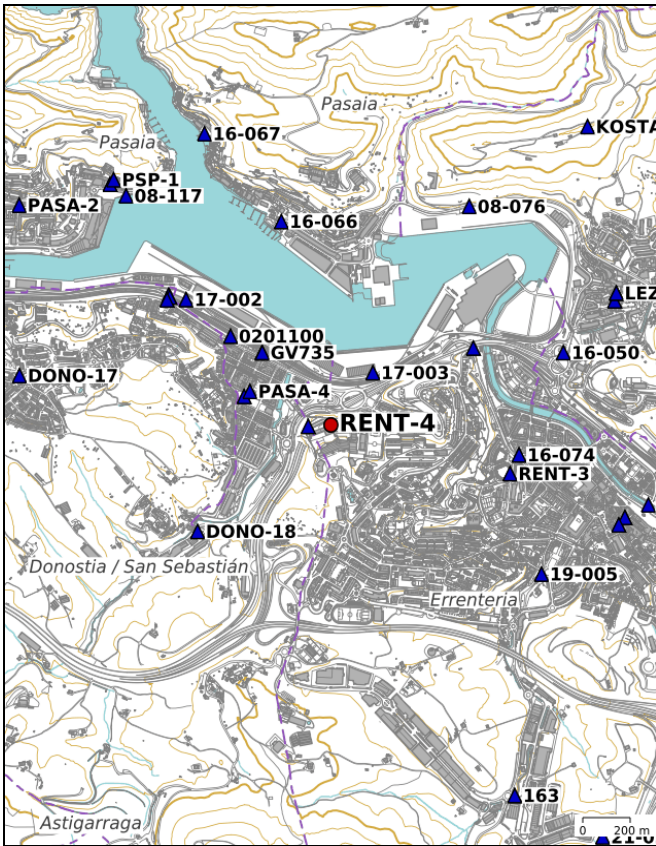 Pasaia
KOSTA
16-067
Pasaia
PSP-1
08-117
PASA-2
08-076
16-066
LEZ
17-002
0201100
GV735
16-050
17-003
DONO-17
PASA-4
RENT-4
16-074
RENT-3
DONO-18
Donostia / San Sebastián
19-005
Errenteria
163
Astigarraga
0 200 m
21-0